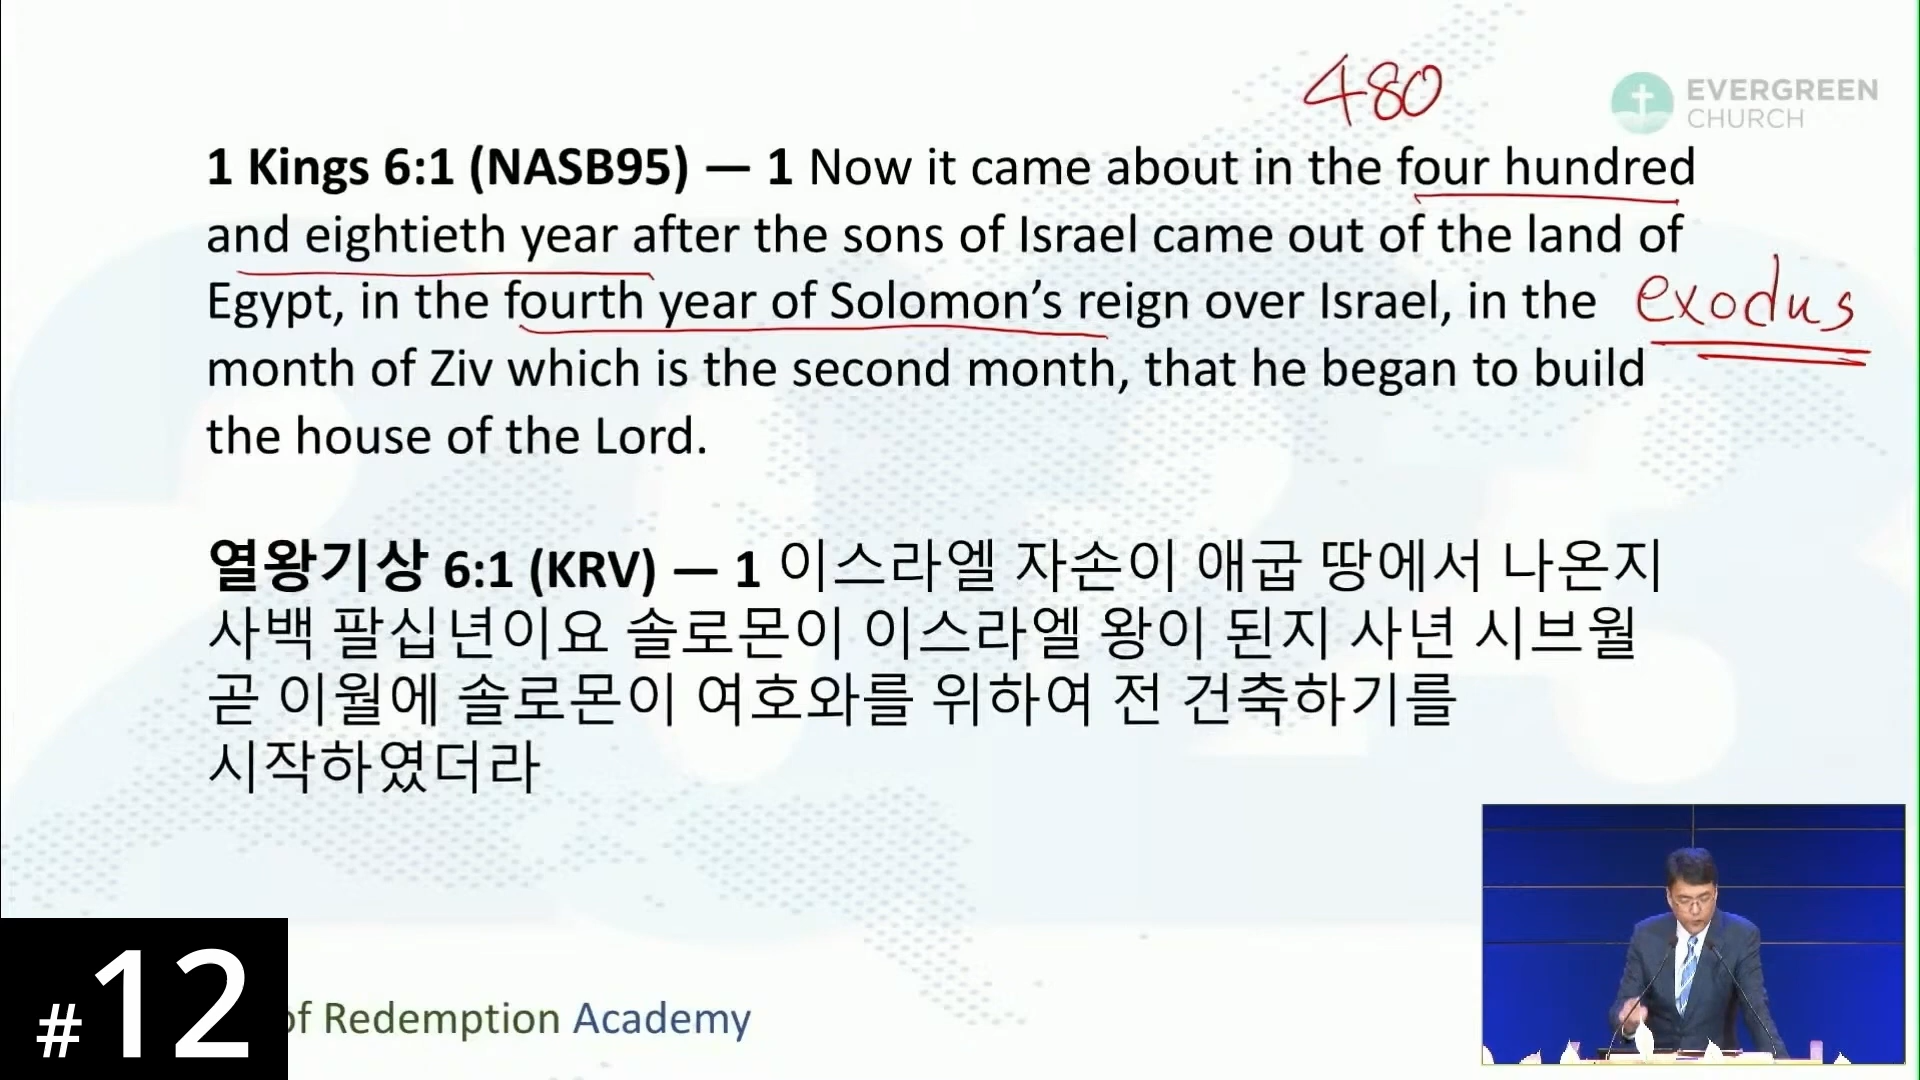 480
EVERGREEN
CHURCH
1 Kings 6:1 (NASB95) — 1 Now it came about in the four hundred
and eightieth year after the sons of Israel came out of the land of
Egypt, in the fourth year of Solomon’s reign over Israel, in the
exodus
month of Ziv which is the second month, that he began to build
the house of the Lord.
열왕기상 6:1 (KRV) — 1 이스라엘 자손이 애굽 땅에서 나온지
사백 팔십년이요 솔로몬이 이스라엘 왕이 된지 사년 시브월
곧 이월에 솔로몬이 여호와를 위하여 전 건축하기를
시작하였더라
#12
of Redemption Academy